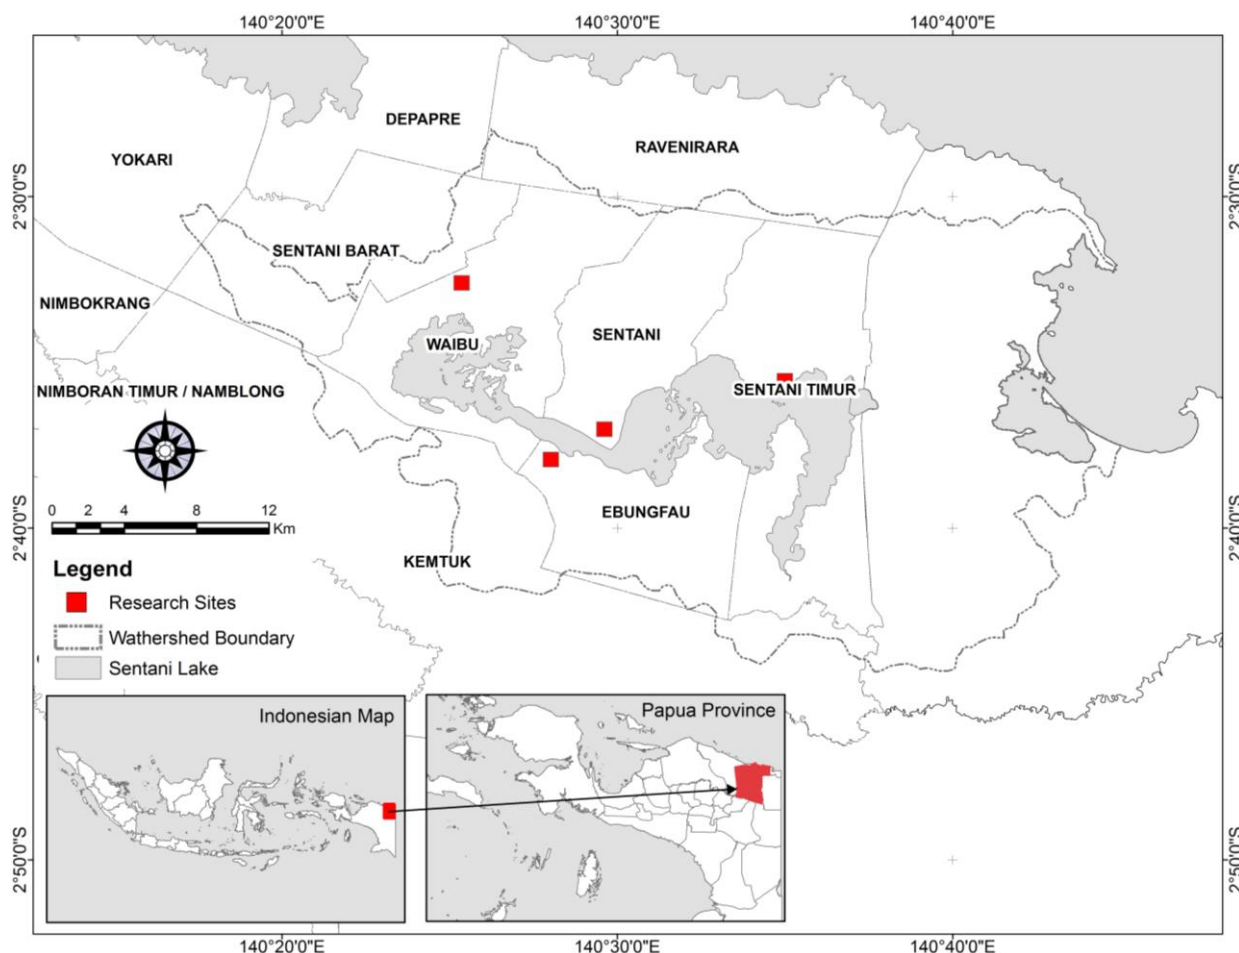 140°20'0"E 140°30'0"E 140°40'0"E
DEPAPRE
RAVENIRARA
YOKARI
2°30'0"S 2°30'0"S
SENTANI BARAT
NIMBOKRANG
SENTANI
WAIBU
NIMBORAN TIMUR / NAMBLONG
SENTANI TIMUR
0 2 4 8 12
Km
EBUNGFAU
2°40'0"S 2°40'0"S
KEMTUK
Legend
Research Sites
Wathershed Boundary
Sentani Lake
Indonesian Map
Papua Province
2°50'0"S 2°50'0"S
140°20'0"E 140°30'0"E 140°40'0"E